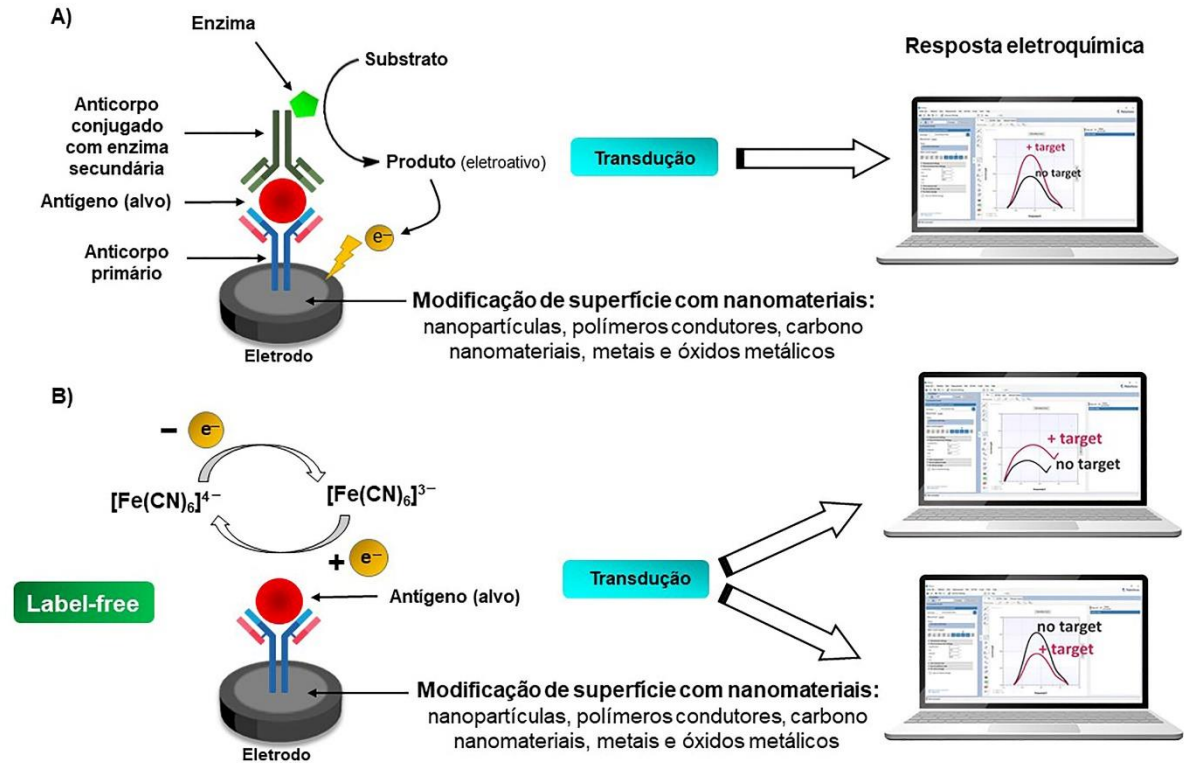 A)
Enzima
Substrato
Resposta eletroquímica
Anticorpo
conjugado
com enzima
secundária
Produto (eletroativo)
Transdução
+ target
no target
Antígeno (alvo)
e–
Anticorpo
primário
Modificação de superfície com nanomateriais:
nanopartículas, polímeros condutores, carbono
nanomateriais, metais e óxidos metálicos
Eletrodo
B)
– e–
[Fe(CN)₆]⁴⁻
[Fe(CN)₆]³⁻
+ e–
+ target
no target
Transdução
Label-free
Antígeno (alvo)
no target
+ target
Modificação de superfície com nanomateriais:
nanopartículas, polímeros condutores, carbono
nanomateriais, metais e óxidos metálicos
Eletrodo